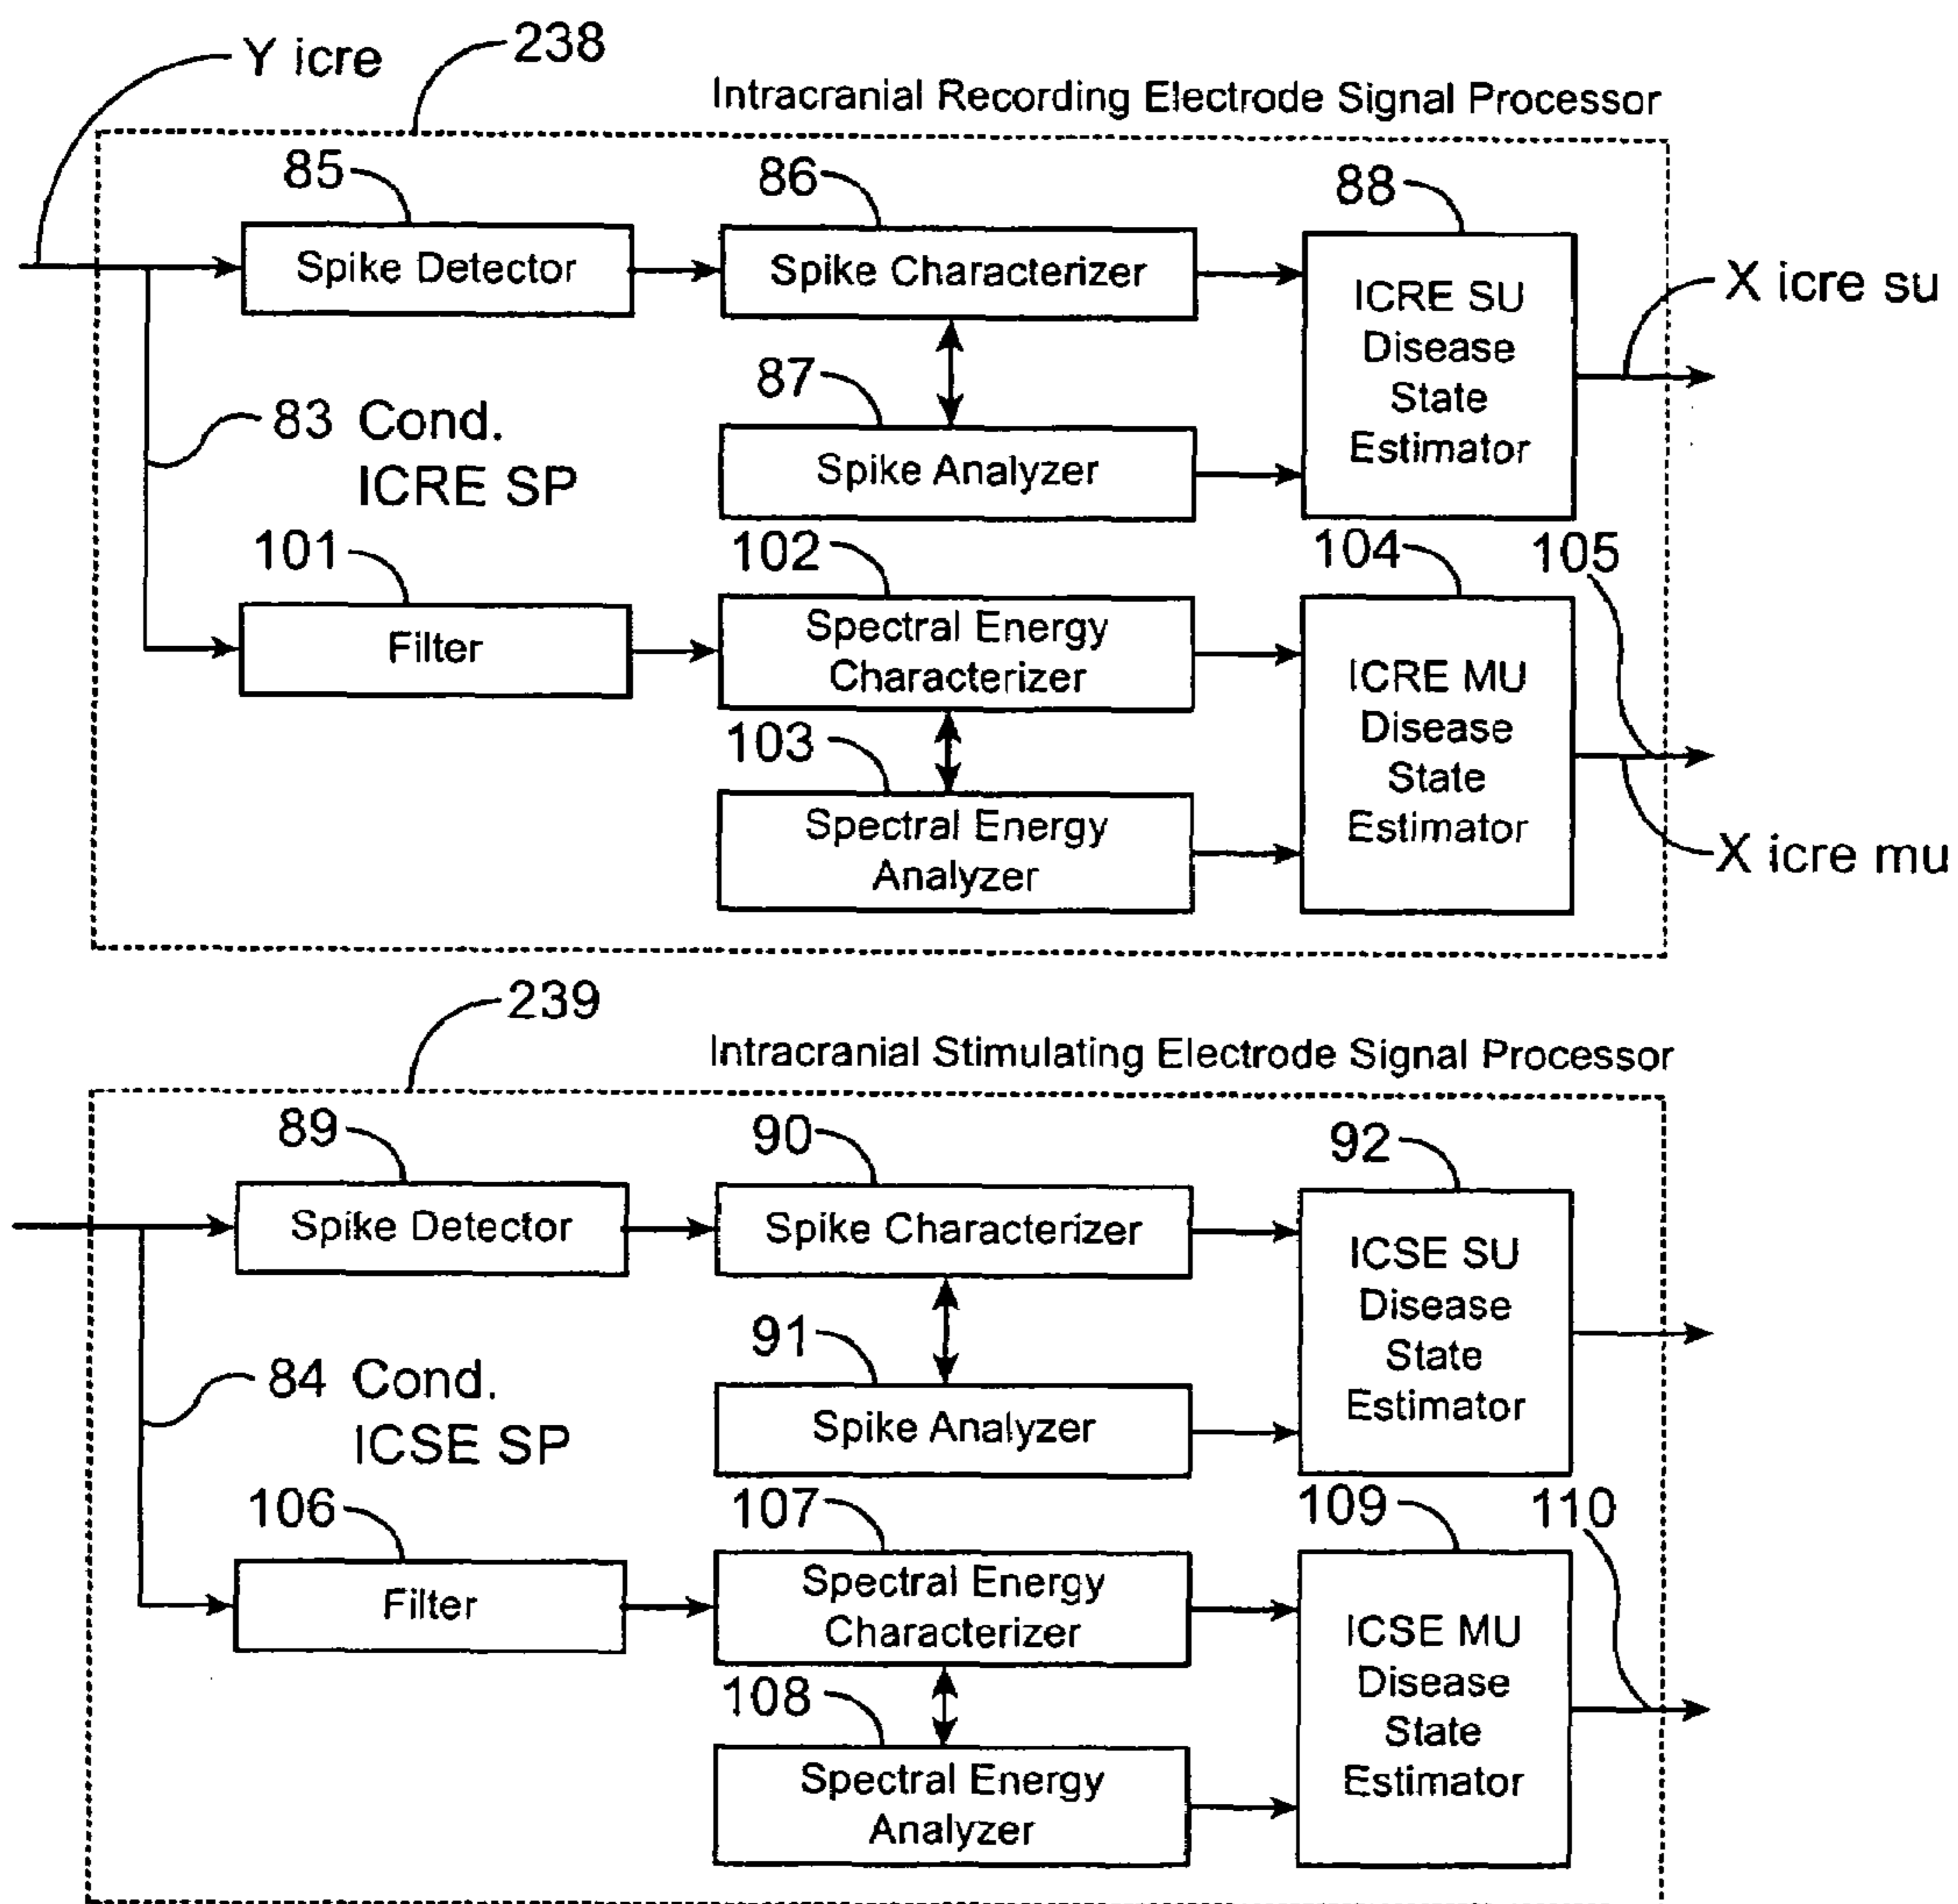 Y icre
238
Intracranial Recording Electrode Signal Processor
85
86
88
Spike Detector
Spike Characterizer
ICRE SU
Disease
State
Estimator
X icre su
87
Spike Analyzer
83 Cond.
ICRE SP
101
102
104
105
Filter
Spectral Energy
Characterizer
ICRE MU
Disease
State
Estimator
103
Spectral Energy
Analyzer
X icre mu
239
Intracranial Stimulating Electrode Signal Processor
89
90
92
Spike Detector
Spike Characterizer
ICSE SU
Disease
State
Estimator
91
Spike Analyzer
84 Cond.
ICSE SP
106
107
109
110
Filter
Spectral Energy
Characterizer
ICSE MU
Disease
State
Estimator
108
Spectral Energy
Analyzer